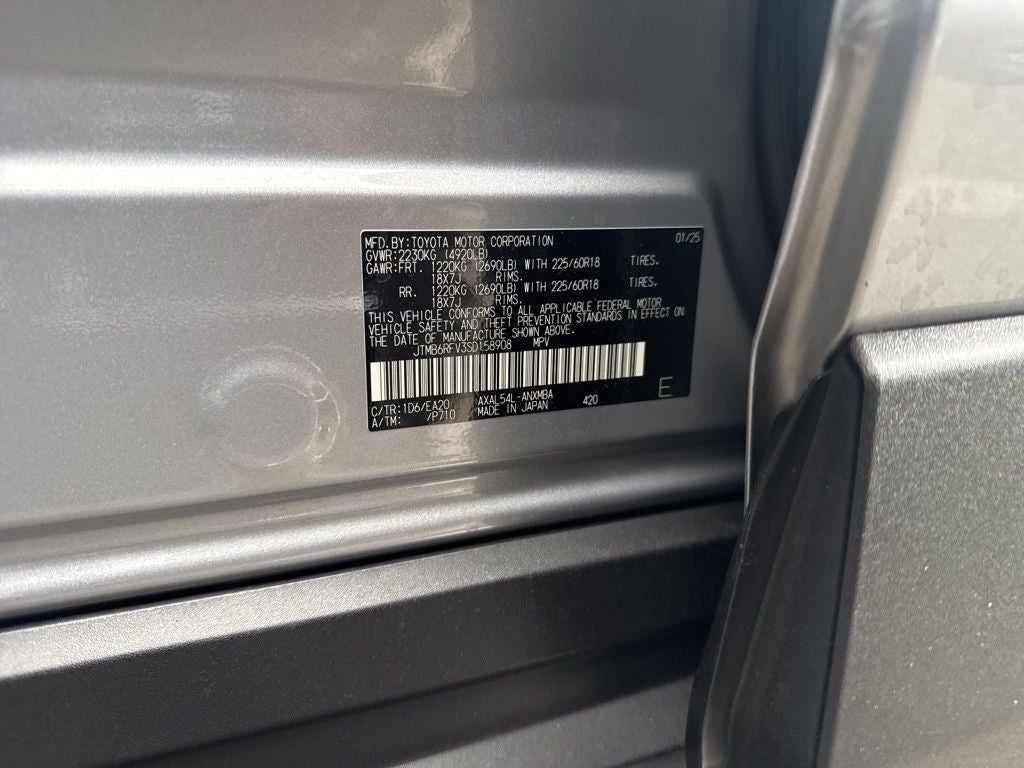 MFD.BY:TOYOTA MOTOR CORPORATION 01/25
GVWR:2230KG (4920LB)
GAWR:FRT. 1220KG (2690LB) WITH 225/60R18 TIRES.
18X7J RIMS.
RR. 1220KG (2690LB) WITH 225/60R18 TIRES.
18X7J RIMS.
THIS VEHICLE CONFORMS TO ALL APPLICABLE FEDERAL MOTOR
VEHICLE SAFETY AND THEFT PREVENTION STANDARDS IN EFFECT ON
THE DATE OF MANUFACTURE SHOWN ABOVE.
JTMB6RFV3SD158908 MPV
C/TR:1D6/EA20 AXAL54L-ANXMBA 420 E
A/TM: /P710 MADE IN JAPAN